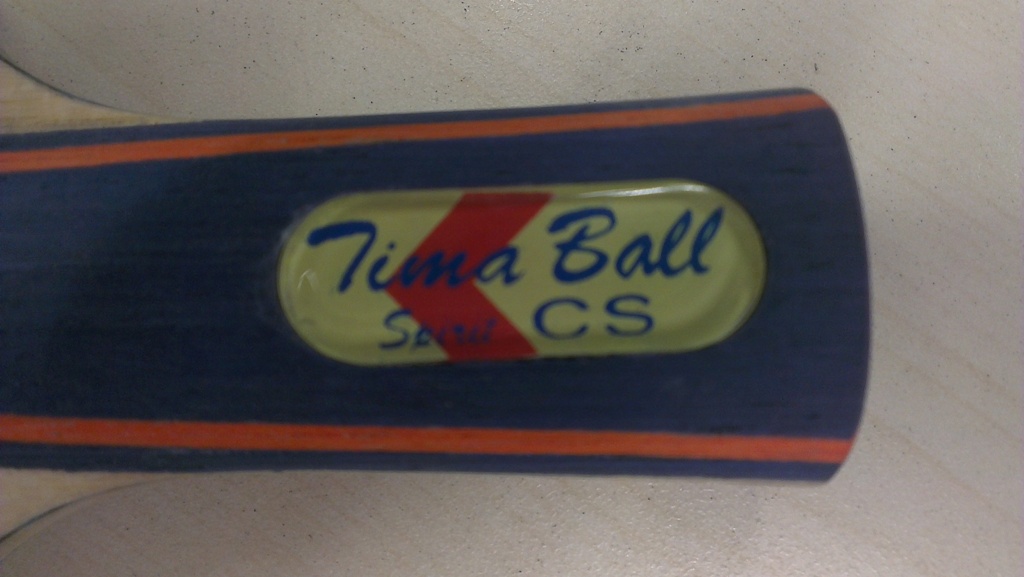 Tima Ball
Spirit CS